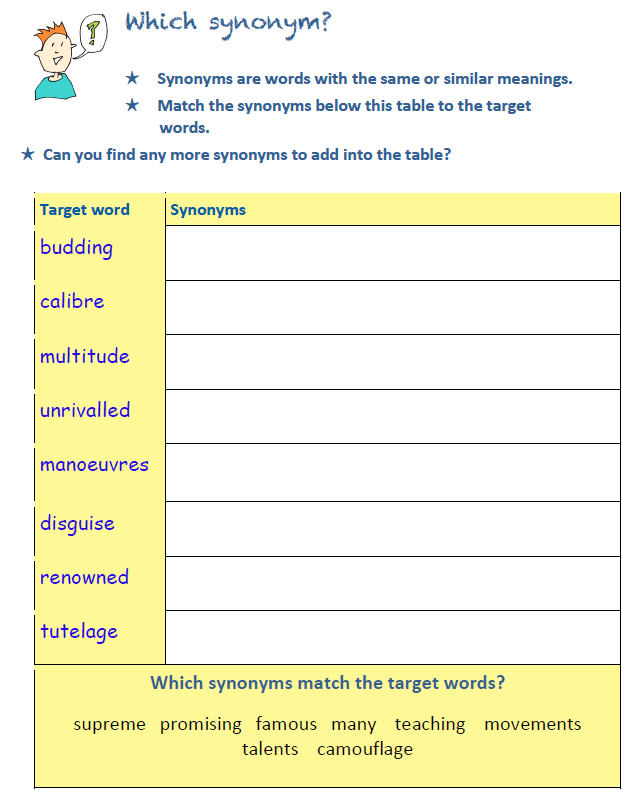 Which synonym?
★ Synonyms are words with the same or similar meanings.
★ Match the synonyms below this table to the target
words.
★ Can you find any more synonyms to add into the table?
Target word Synonyms
budding
calibre
multitude
unrivalled
manoeuvres
disguise
renowned
tutelage
Which synonyms match the target words?
supreme promising famous many teaching movements
talents camouflage